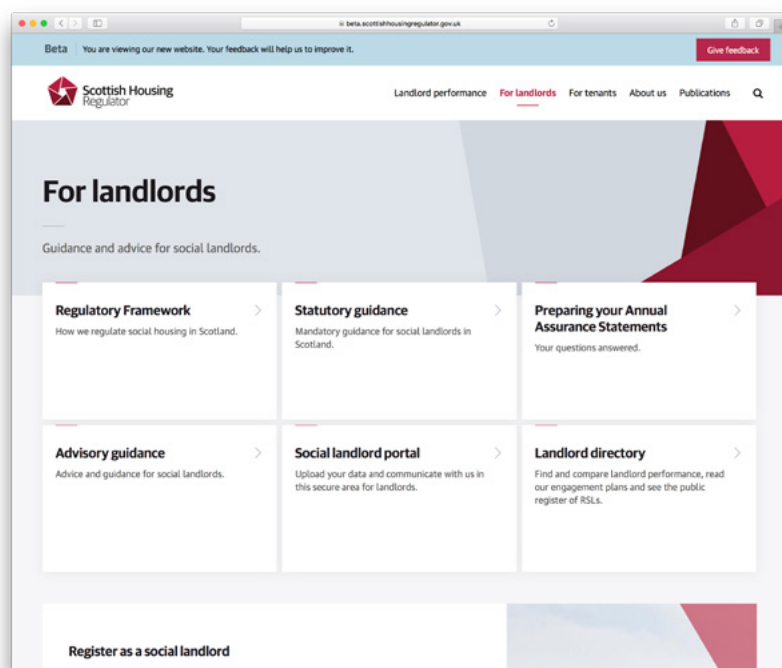 beta.scottishhousingregulator.gov.uk
Beta
You are viewing our new website. Your feedback will help us to improve it.
Give feedback
Scottish Housing
Regulator
Landlord performance
For landlords
For tenants
About us
Publications
For landlords
Guidance and advice for social landlords.
Regulatory Framework
How we regulate social housing in Scotland.
Statutory guidance
Mandatory guidance for social landlords in
Scotland.
Preparing your Annual
Assurance Statements
Your questions answered.
Advisory guidance
Advice and guidance for social landlords.
Social landlord portal
Upload your data and communicate with us in
this secure area for landlords.
Landlord directory
Find and compare landlord performance, read
our engagement plans and see the public
register of RSLs.
Register as a social landlord